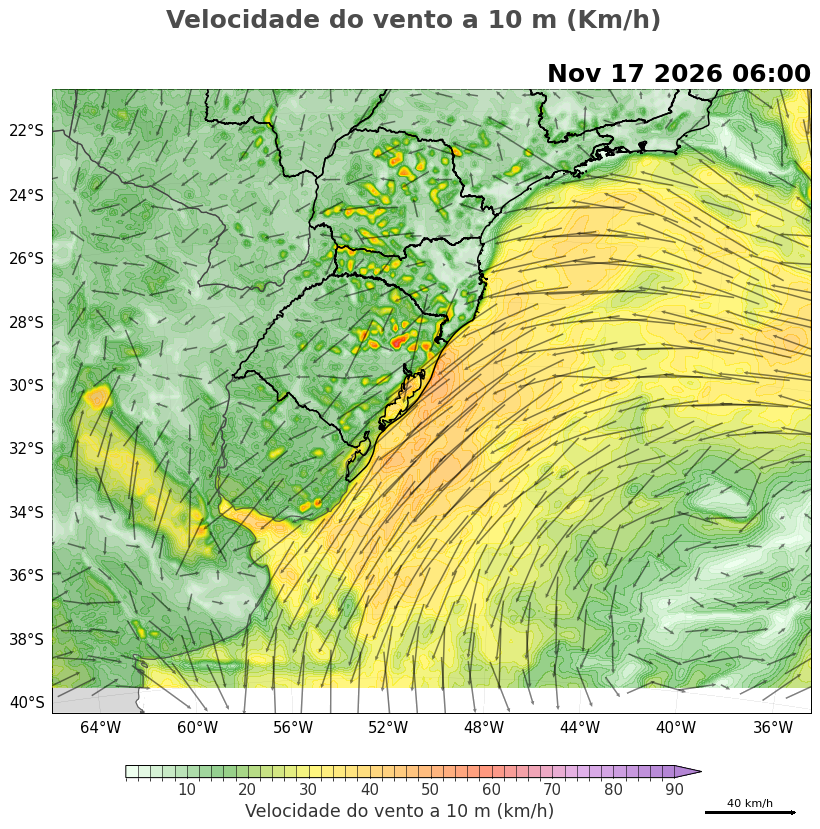 Velocidade do vento a 10 m (Km/h)
Nov 17 2026 06:00
22°S
24°S
26°S
28°S
30°S
32°S
34°S
36°S
38°S
40°S
64°W 60°W 56°W 52°W 48°W 44°W 40°W 36°W
10 20 30 40 50 60 70 80 90
Velocidade do vento a 10 m (km/h)
40 km/h